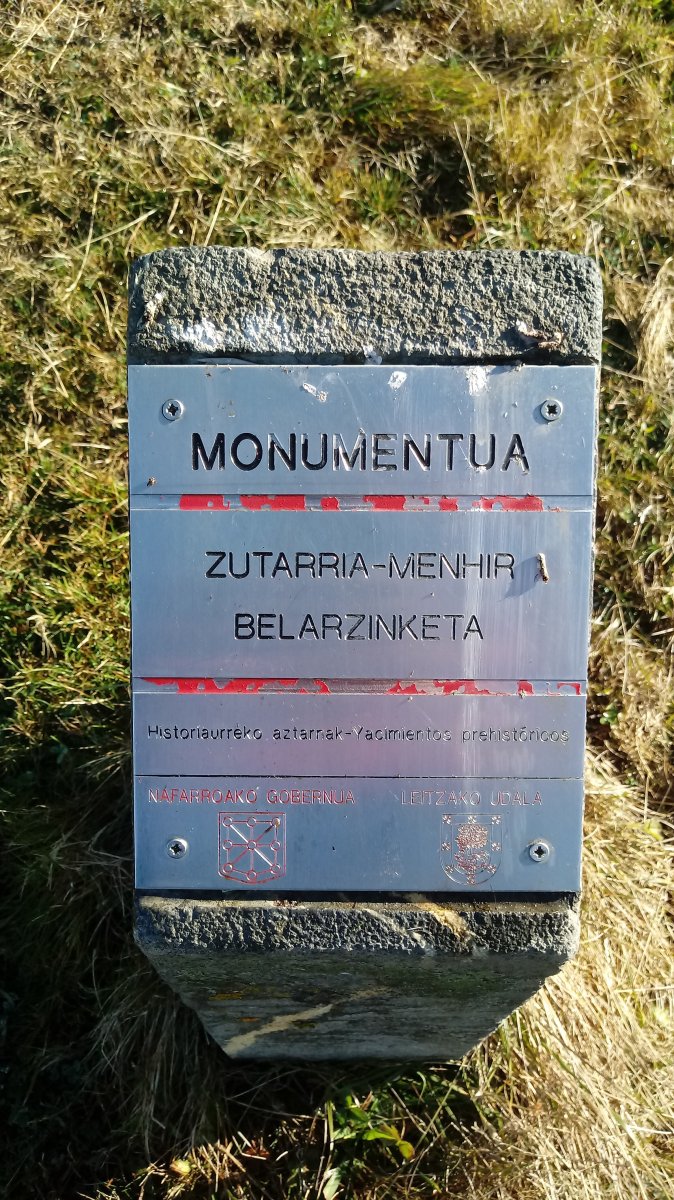 MONUMENTUA
ZUTARRIA-MENHIR
BELARZINKETA
Historiaurreko aztarnak-Yacimientos prehistóricos
NAFARROAKO GOBERNUA LEITZAKO UDALA